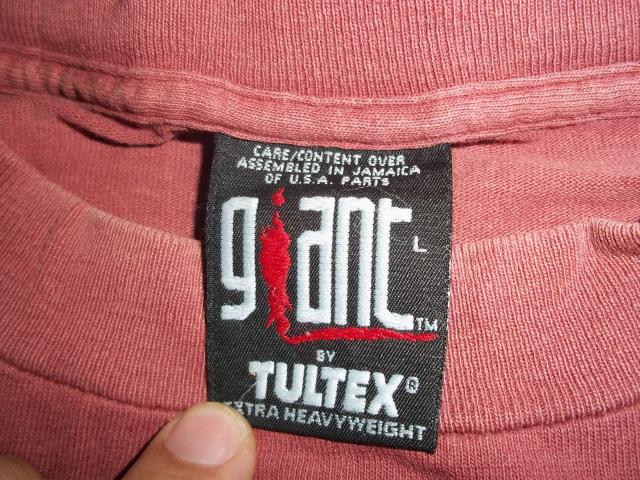 CARE/CONTENT OVER
ASSEMBLED IN JAMAICA
OF U.S.A. PARTS
giant L
TM
BY
TULTEX ®
EXTRA HEAVYWEIGHT